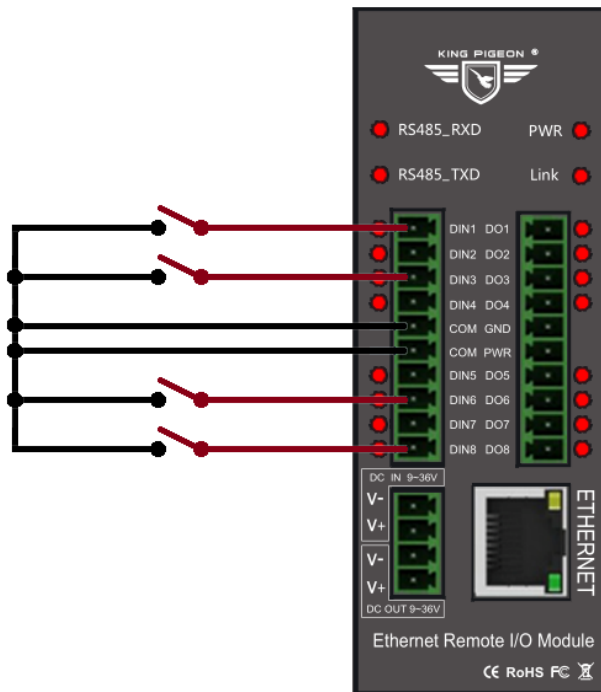 KING PIGEON ®
RS485_RXD PWR
RS485_TXD Link
DIN1 DO1
DIN2 DO2
DIN3 DO3
DIN4 DO4
COM GND
COM PWR
DIN5 DO5
DIN6 DO6
DIN7 DO7
DIN8 DO8
DC IN 9-36V
V-
V+
V-
V+
DC OUT 9-36V
ETHERNET
Ethernet Remote I/O Module
CE RoHS FC